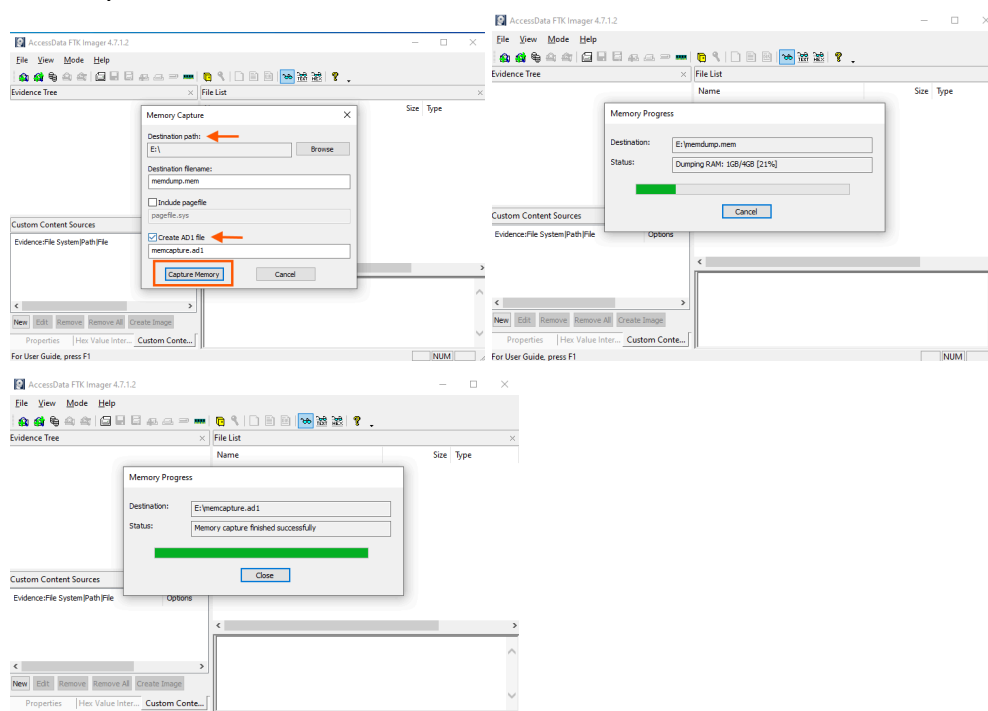 AccessData FTK Imager 4.7.1.2
File View Mode Help
Evidence Tree
File List
Size Type
Memory Capture
Destination path:
E:\
Browse
Destination filename:
memdump.mem
Include pagefile
pagefile.sys
Create AD1 file
memcapture.ad1
Capture Memory
Cancel
Custom Content Sources
Evidence:File System|Path|File
New Edit Remove Remove All Create Image
Properties Hex Value Inter... Custom Conte...
For User Guide, press F1
NUM
AccessData FTK Imager 4.7.1.2
File View Mode Help
Evidence Tree
File List
Name Size Type
Memory Progress
Destination: E:\memdump.mem
Status: Dumping RAM: 1GB/4GB [21%]
Cancel
Custom Content Sources
Evidence:File System|Path|File Options
New Edit Remove Remove All Create Image
Properties Hex Value Inter... Custom Conte...
For User Guide, press F1
NUM
AccessData FTK Imager 4.7.1.2
File View Mode Help
Evidence Tree
File List
Name Size Type
Memory Progress
Destination: E:\memcapture.ad1
Status: Memory capture finished successfully
Close
Custom Content Sources
Evidence:File System|Path|File Options
New Edit Remove Remove All Create Image
Properties Hex Value Inter... Custom Conte...